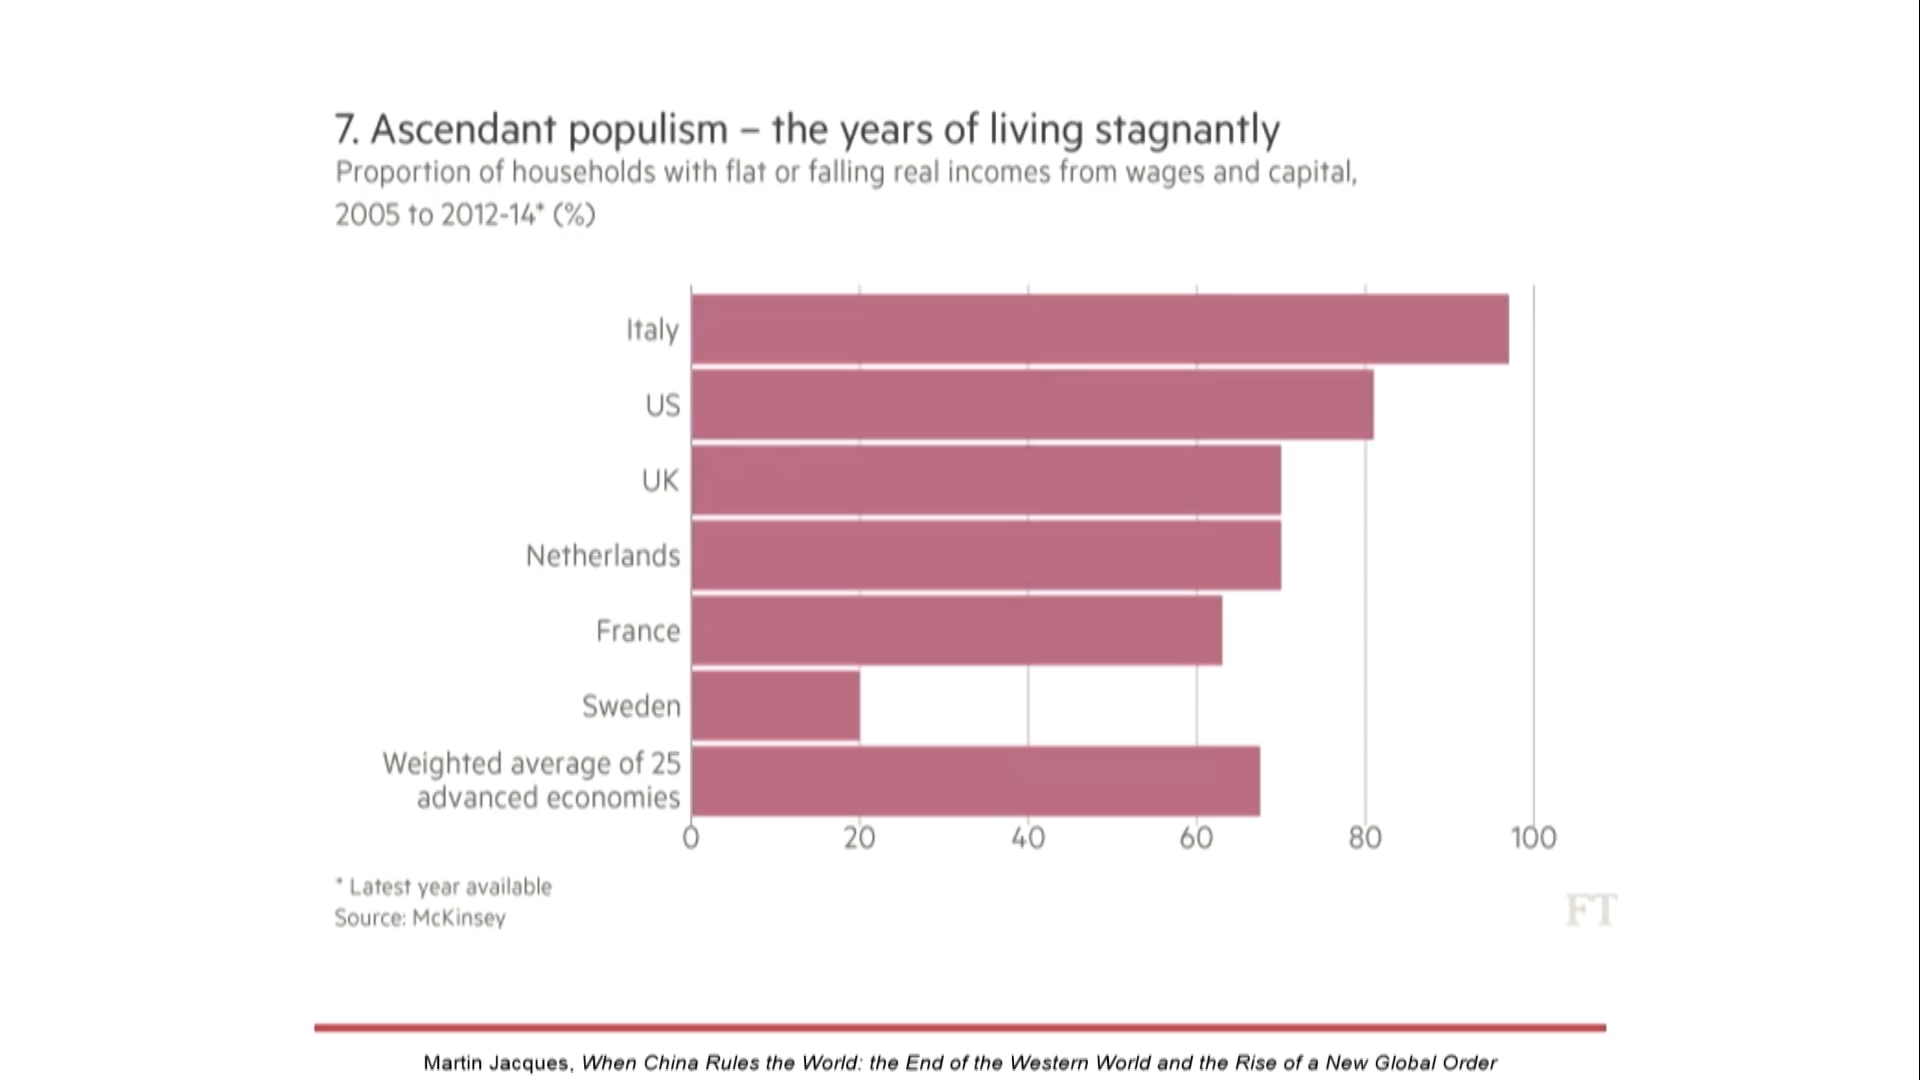 7. Ascendant populism – the years of living stagnantly
Proportion of households with flat or falling real incomes from wages and capital,
2005 to 2012-14* (%)
Italy
US
UK
Netherlands
France
Sweden
Weighted average of 25
advanced economies
0 20 40 60 80 100
* Latest year available
Source: McKinsey
FT
Martin Jacques, When China Rules the World: the End of the Western World and the Rise of a New Global Order